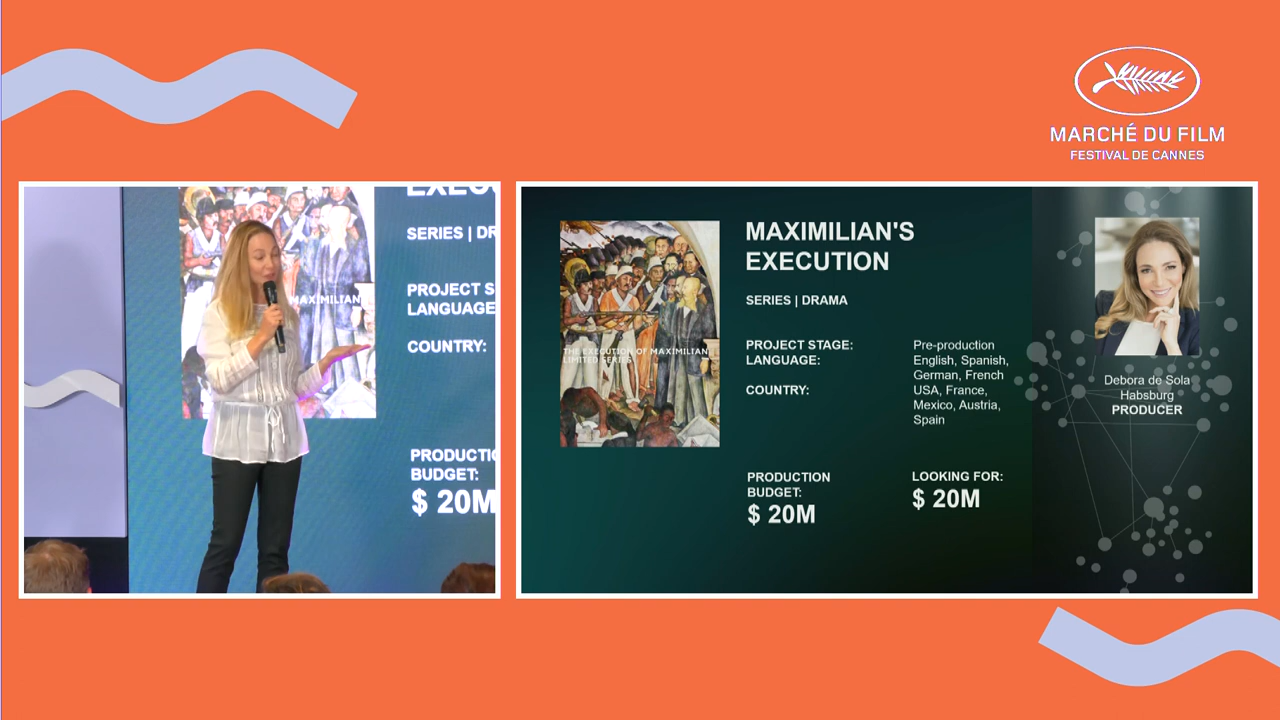 MARCHÉ DU FILM
FESTIVAL DE CANNES
EXECU
SERIES | DR
PROJECT S
LANGUAGE
COUNTRY:
MAXIMILIAN
PRODUCTIO
BUDGET:
$ 20M
MAXIMILIAN'S
EXECUTION
SERIES | DRAMA
PROJECT STAGE: Pre-production
LANGUAGE: English, Spanish,
German, French
COUNTRY: USA, France,
Mexico, Austria,
Spain
THE EXECUTION OF MAXIMILIAN
LIMITED SERIES
PRODUCTION
BUDGET:
$ 20M
LOOKING FOR:
$ 20M
Debora de Sola
Habsburg
PRODUCER